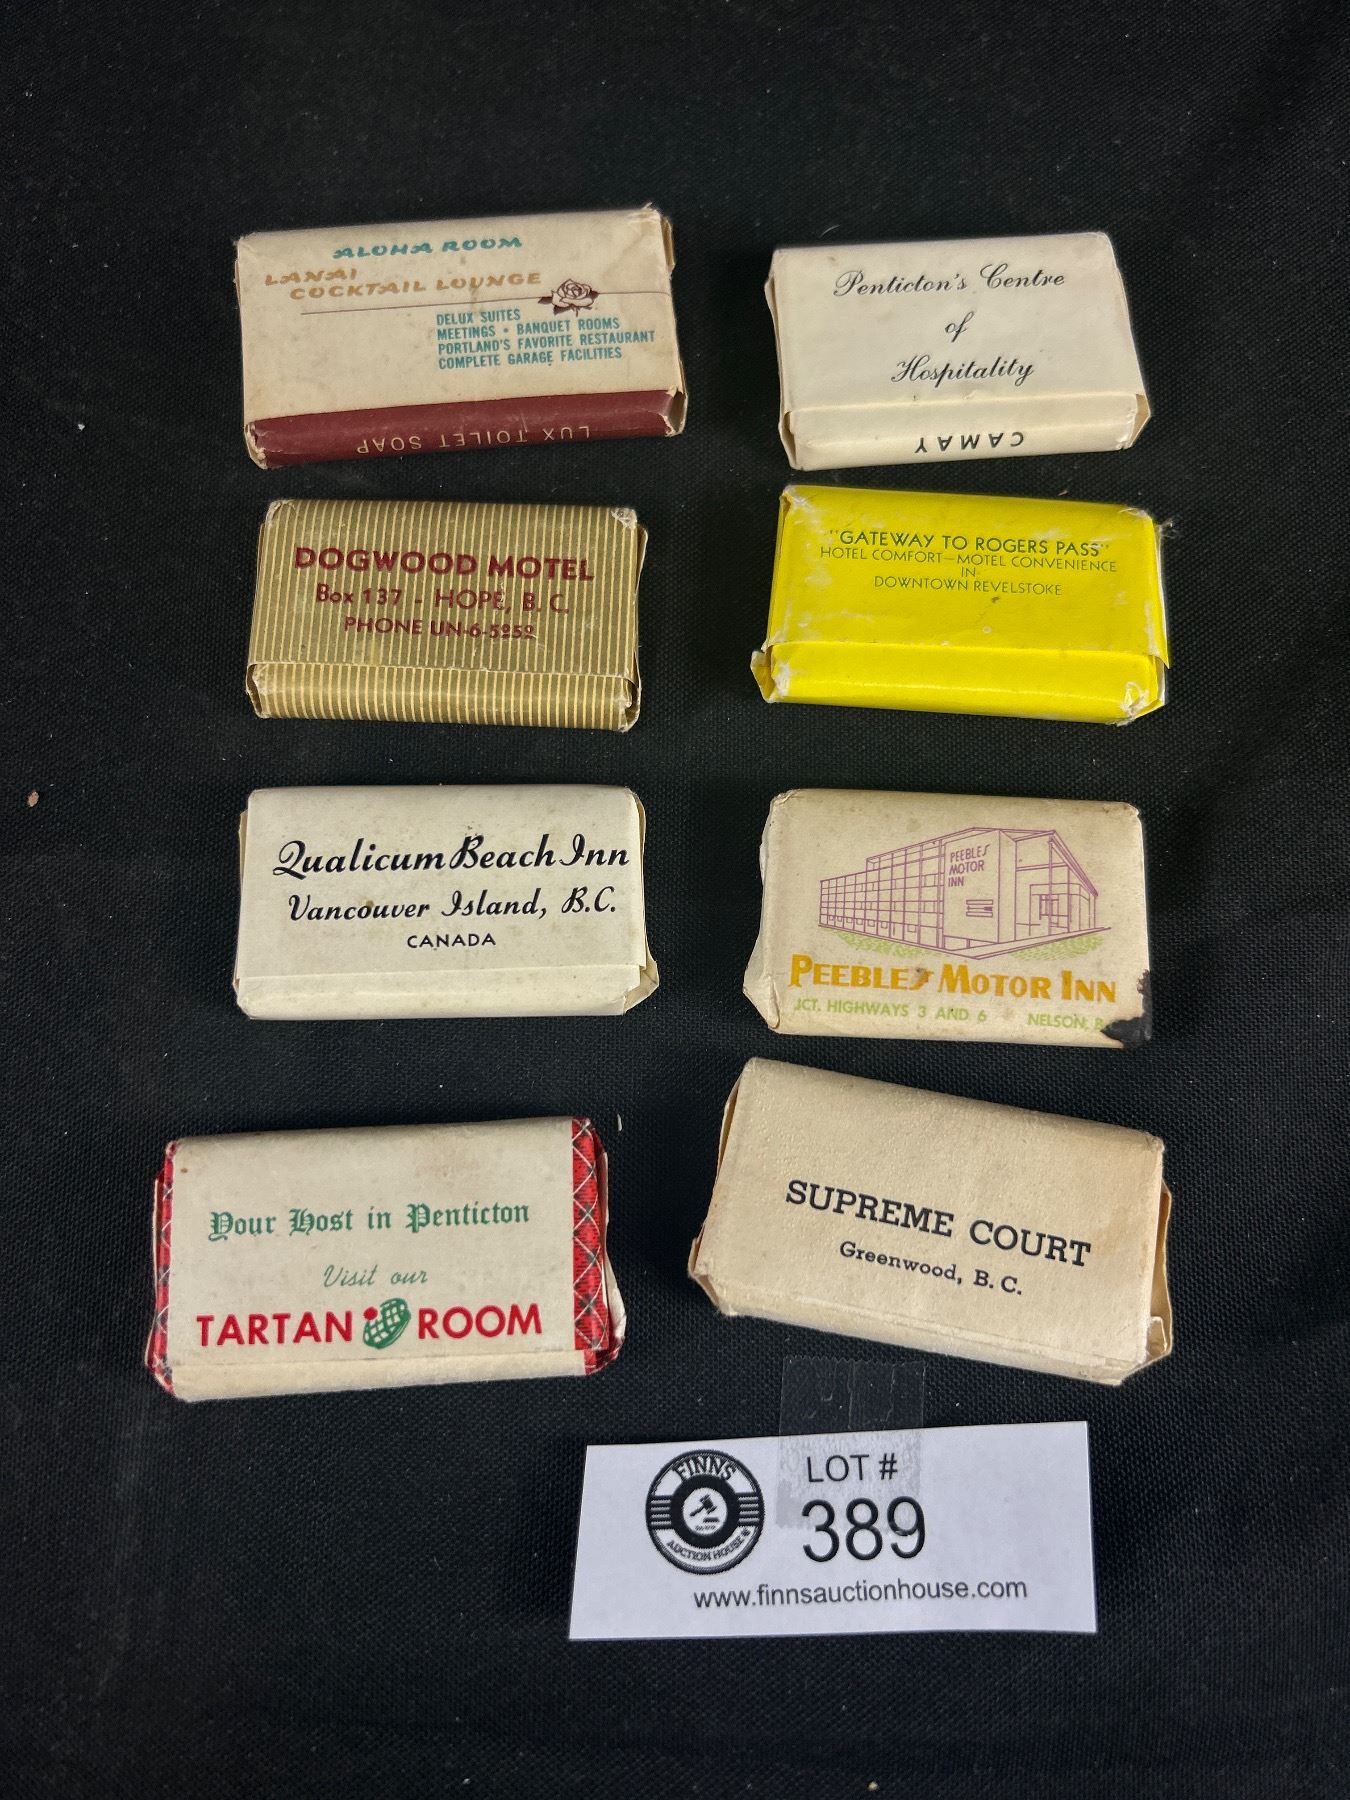 ALOHA ROOM
LANAI
COCKTAIL LOUNGE
DELUX SUITES
MEETINGS • BANQUET ROOMS
PORTLAND'S FAVORITE RESTAURANT
COMPLETE GARAGE FACILITIES
LUX TOILET SOAP
Penticton's Centre
of
Hospitality
CAMAY
DOGWOOD MOTEL
Box 137 - HOPE, B. C.
PHONE UN-6-5252
"GATEWAY TO ROGERS PASS"
HOTEL COMFORT—MOTEL CONVENIENCE
IN
DOWNTOWN REVELSTOKE
Qualicum Beach Inn
Vancouver Island, B.C.
CANADA
PEEBLES
MOTOR
INN
PEEBLES MOTOR INN
JCT. HIGHWAYS 3 AND 6 NELSON, B.
Your Host in Penticton
Visit our
TARTAN ROOM
SUPREME COURT
Greenwood, B. C.
FINNS
AUCTION HOUSE
LOT #
389
www.finnsauctionhouse.com